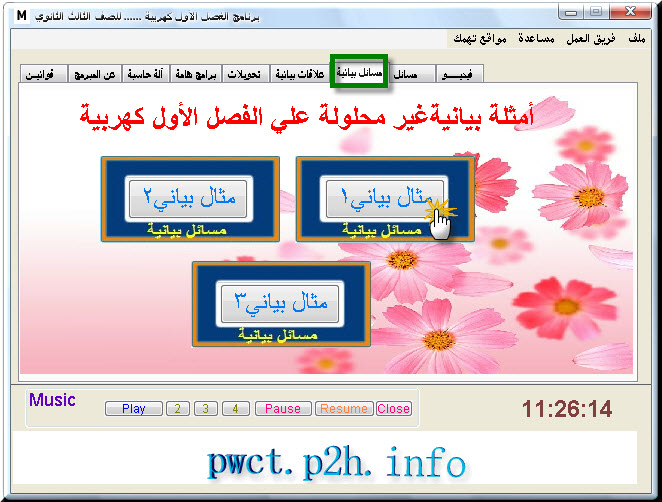 برنامج الفصل الاول كهربية ...... للصف الثالث الثانوي M
ملف فريق العمل مساعدة مواقع تهمك
فيديـــو مسائل مسائل بيانية علاقات بيانية تحويلات برامج هامة آلة حاسبة عن المبرمج قوانيـن
أمثلة بيانيةغير محلولة علي الفصل الأول كهربية
مثال بياني١ مثال بياني٢
مسائل بيانية مسائل بيانية
مثال بياني٣
مسائل بيانية
Music Play 2 3 4 Pause Resume Close 11:26:14
pwct.p2h.info